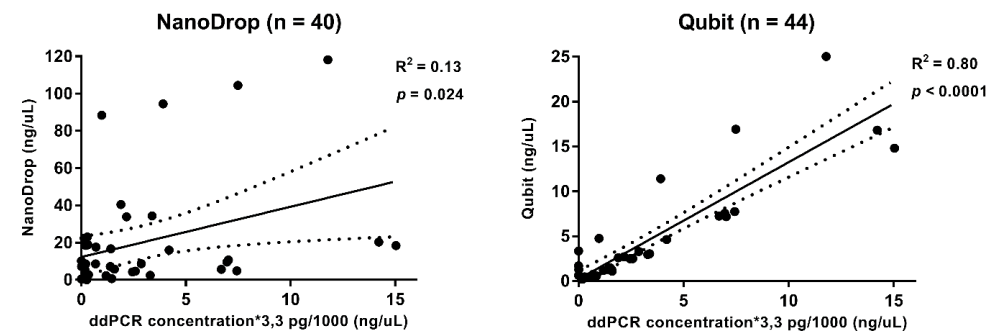 NanoDrop (n = 40)
R² = 0.13
p = 0.024
NanoDrop (ng/uL)
120
100
80
60
40
20
0
0 5 10 15
ddPCR concentration*3,3 pg/1000 (ng/uL)
Qubit (n = 44)
R² = 0.80
p < 0.0001
Qubit (ng/uL)
25
20
15
10
5
0
0 5 10 15
ddPCR concentration*3,3 pg/1000 (ng/uL)